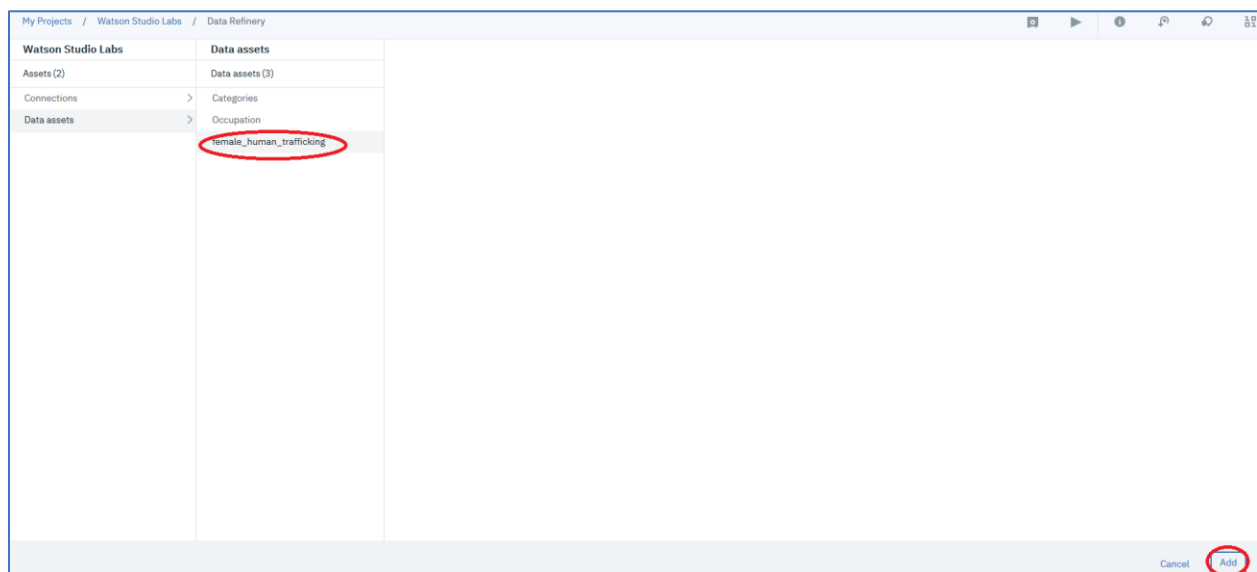 My Projects / Watson Studio Labs / Data Refinery
Watson Studio Labs
Assets (2)
Connections
Data assets
Data assets
Data assets (3)
Categories
Occupation
female_human_trafficking
Cancel
Add